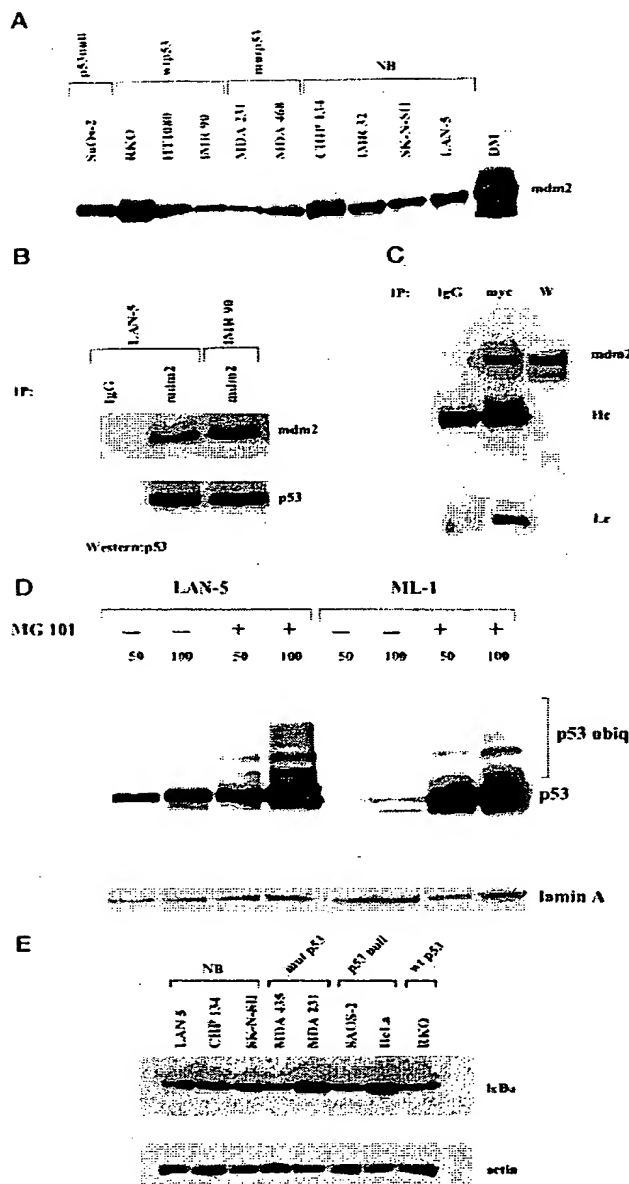 A
p53null
wtp53
mutp53
NB
SaOs-2
RKO
HT1080
IMR 90
MDA 231
MDA 468
CHP 134
IMR 32
SK-N-SH
LAN-5
DM
mdm2
B
LAN-5
IMR 90
IP:
IgG
mdm2
mdm2
mdm2
p53
Western:p53
C
IP: IgG myc W
mdm2
Hc
Lc
D
LAN-5 ML-1
MG 101 — — + + — — + +
50 100 50 100 50 100 50 100
p53 ubiq
p53
lamin A
E
NB
mut p53
p53 null
wt p53
LAN 5
CHP 134
SK-N-SH
MDA 435
MDA 231
SAOS-2
HeLa
RKO
IκBα
actin